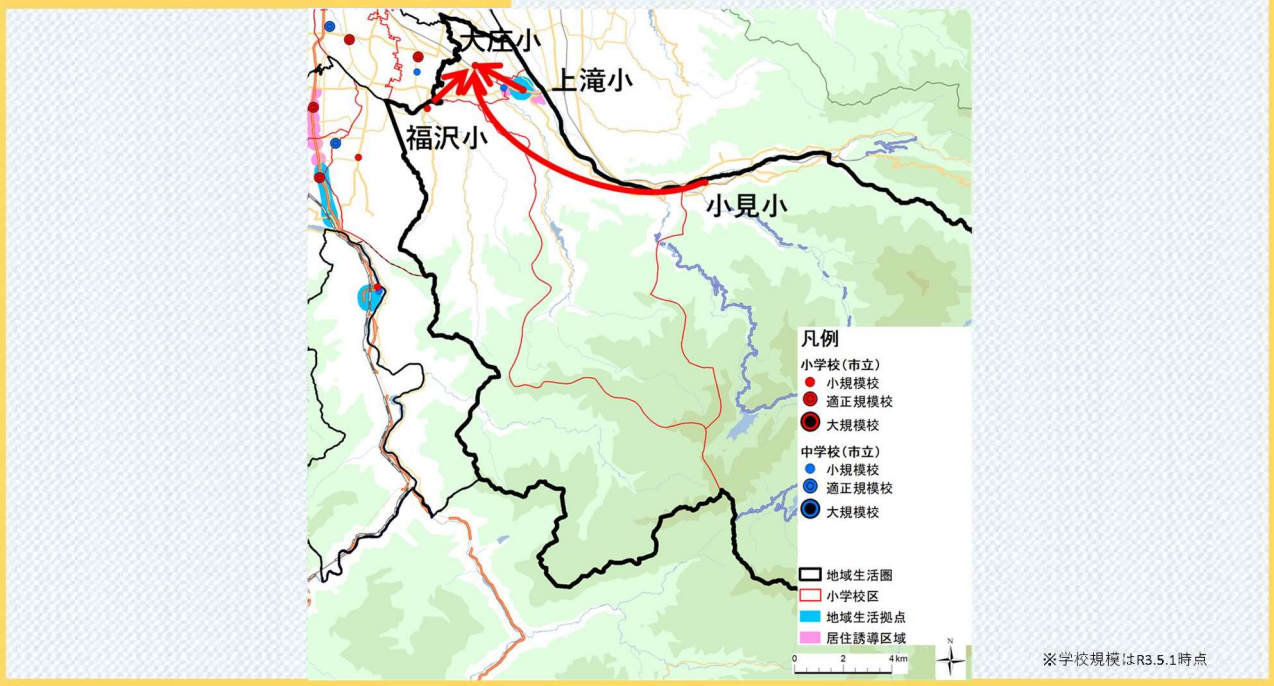 大庄小
上滝小
福沢小
小見小
凡例
小学校(市立)
小規模校
適正規模校
大規模校
中学校(市立)
小規模校
適正規模校
大規模校
地域生活圏
小学校区
地域生活拠点
居住誘導区域
0 2 4km
N
※学校規模はR3.5.1時点